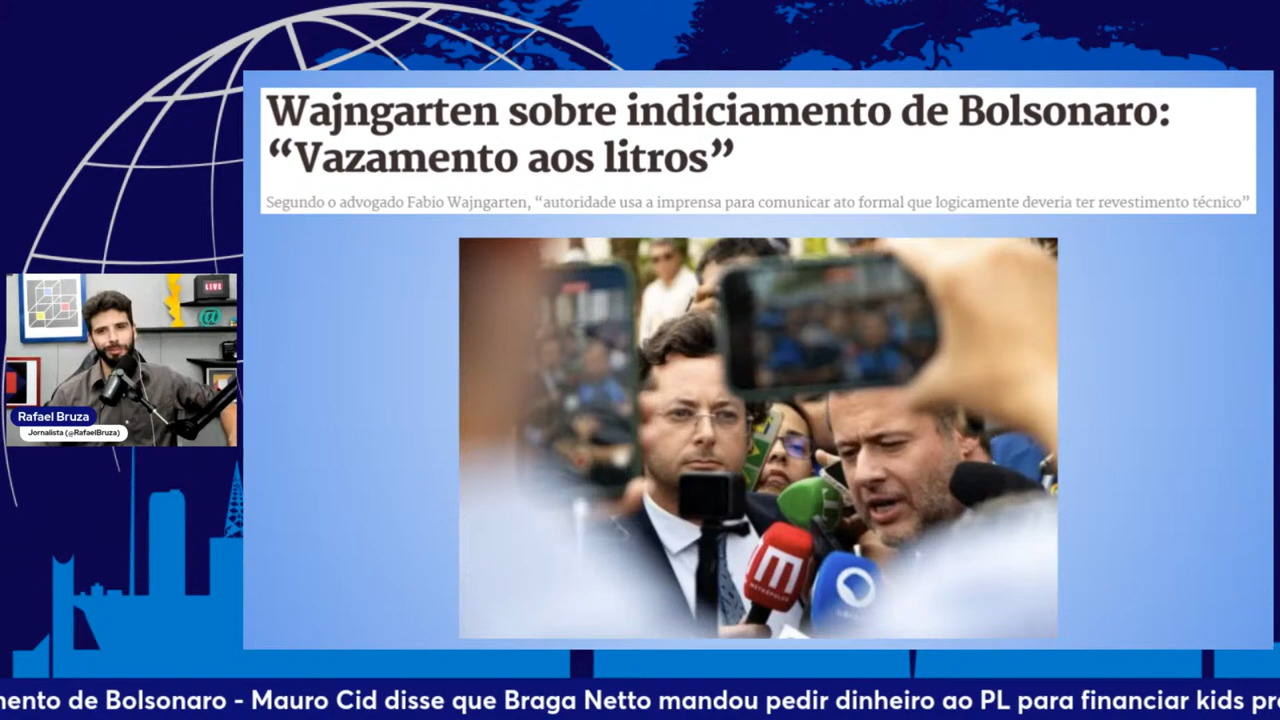 Wajngarten sobre indiciamento de Bolsonaro:
“Vazamento aos litros”
Segundo o advogado Fabio Wajngarten, “autoridade usa a imprensa para comunicar ato formal que logicamente deveria ter revestimento técnico”
LIVE
@
Rafael Bruza
Jornalista (@RafaelBruza)
M
METRÓPOLES
mento de Bolsonaro - Mauro Cid disse que Braga Netto mandou pedir dinheiro ao PL para financiar kids pr